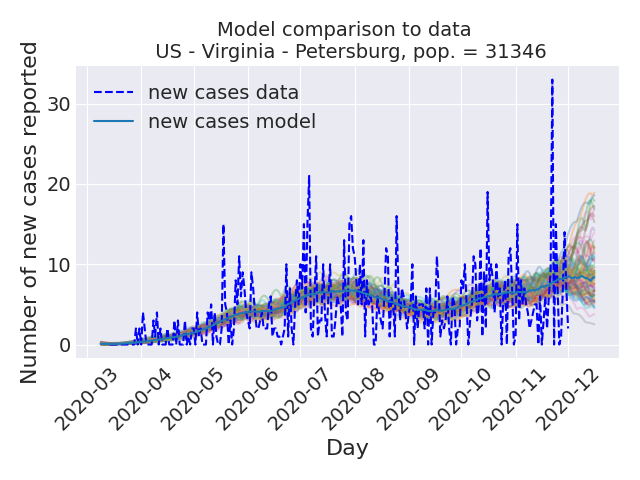 Model comparison to data
US - Virginia - Petersburg, pop. = 31346
Number of new cases reported
30
20
10
0
new cases data
new cases model
2020-03
2020-04
2020-05
2020-06
2020-07
2020-08
2020-09
2020-10
2020-11
2020-12
Day